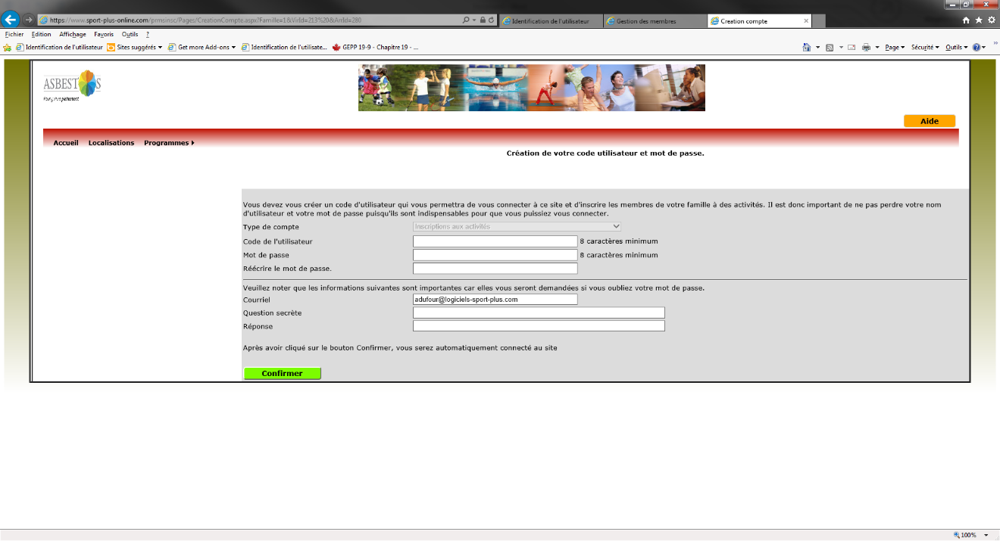 https://www.sport-plus-online.com/prmsinsc/Pages/CreationCompte.aspx?Famille=1&VirId=213%20&ArrId=280
Identification de l'utilisateur
Gestion des membres
Creation compte
Fichier Edition Affichage Favoris Outils ?
Identification de l'utilisateur Sites suggérés Get more Add-ons Identification de l'utilisate... GEPP 19-9 - Chapitre 19 - ...
Page Sécurité Outils
ASBESTOS
Aide
Accueil Localisations Programmes
Création de votre code utilisateur et mot de passe.
Vous devez vous créer un code d'utilisateur qui vous permettra de vous connecter à ce site et d'inscrire les membres de votre famille à des activités. Il est donc important de ne pas perdre votre nom
d'utilisateur et votre mot de passe puisqu'ils sont indispensables pour que vous puissiez vous connecter.
Type de compte Inscriptions aux activités
Code de l'utilisateur 8 caractères minimum
Mot de passe 8 caractères minimum
Réécrire le mot de passe.
Veuillez noter que les informations suivantes sont importantes car elles vous seront demandées si vous oubliez votre mot de passe.
Courriel adufour@logiciels-sport-plus.com
Question secrète
Réponse
Après avoir cliqué sur le bouton Confirmer, vous serez automatiquement connecté au site
Confirmer
100%